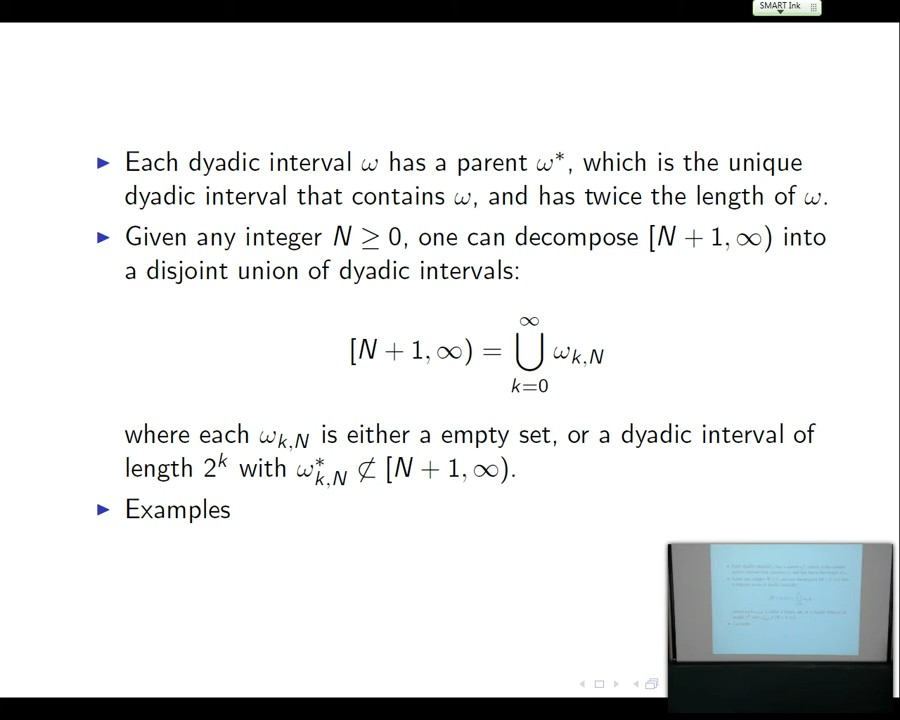 SMART Ink
Each dyadic interval ω has a parent ω*, which is the unique
dyadic interval that contains ω, and has twice the length of ω.
Given any integer N ≥ 0, one can decompose [N + 1, ∞) into
a disjoint union of dyadic intervals:
[N + 1, ∞) = ⋃_{k=0}^{∞} ω_{k,N}
where each ω_{k,N} is either a empty set, or a dyadic interval of
length 2^k with ω*_{k,N} ⊄ [N + 1, ∞).
Examples